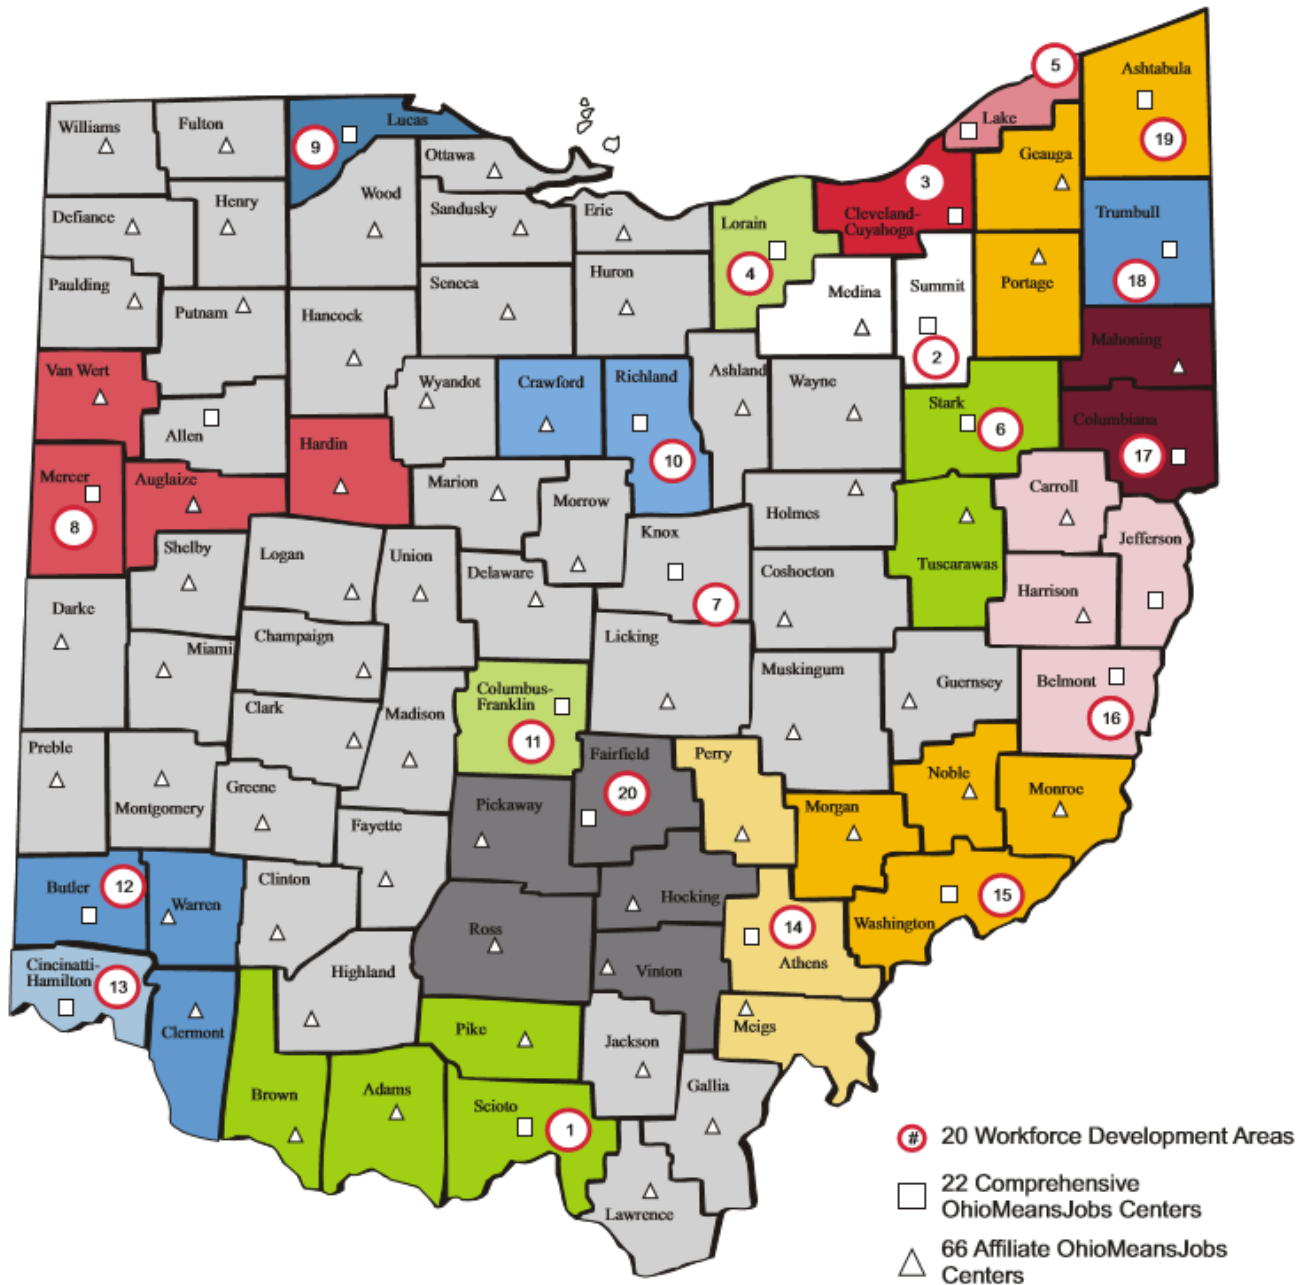 5
Ashtabula
19
Lake
Geauga
Williams
Fulton
Lucas
9
Ottawa
3
Cleveland-
Cuyahoga
Wood
Henry
Defiance
Sandusky
Erie
Lorain
4
Trumbull
18
Paulding
Putnam
Hancock
Seneca
Huron
Medina
Summit
2
Portage
Mahoning
Van Wert
Allen
Hardin
Wyandot
Crawford
Richland
10
Ashland
Wayne
Stark
6
Columbiana
17
Mercer
8
Auglaize
Marion
Morrow
Knox
7
Holmes
Carroll
Jefferson
Shelby
Logan
Union
Delaware
Coshocton
Tuscarawas
Harrison
Darke
Miami
Champaign
Licking
Muskingum
Guernsey
Belmont
16
Clark
Madison
Columbus-
Franklin
11
Preble
Montgomery
Greene
Fayette
Pickaway
Fairfield
20
Perry
Morgan
Noble
Monroe
Butler
12
Warren
Clinton
Ross
Hocking
14
Athens
Washington
15
Cincinatti-
Hamilton
13
Clermont
Highland
Vinton
Pike
Jackson
Meigs
Brown
Adams
Scioto
1
Gallia
Lawrence
# 20 Workforce Development Areas
22 Comprehensive
OhioMeansJobs Centers
66 Affiliate OhioMeansJobs
Centers